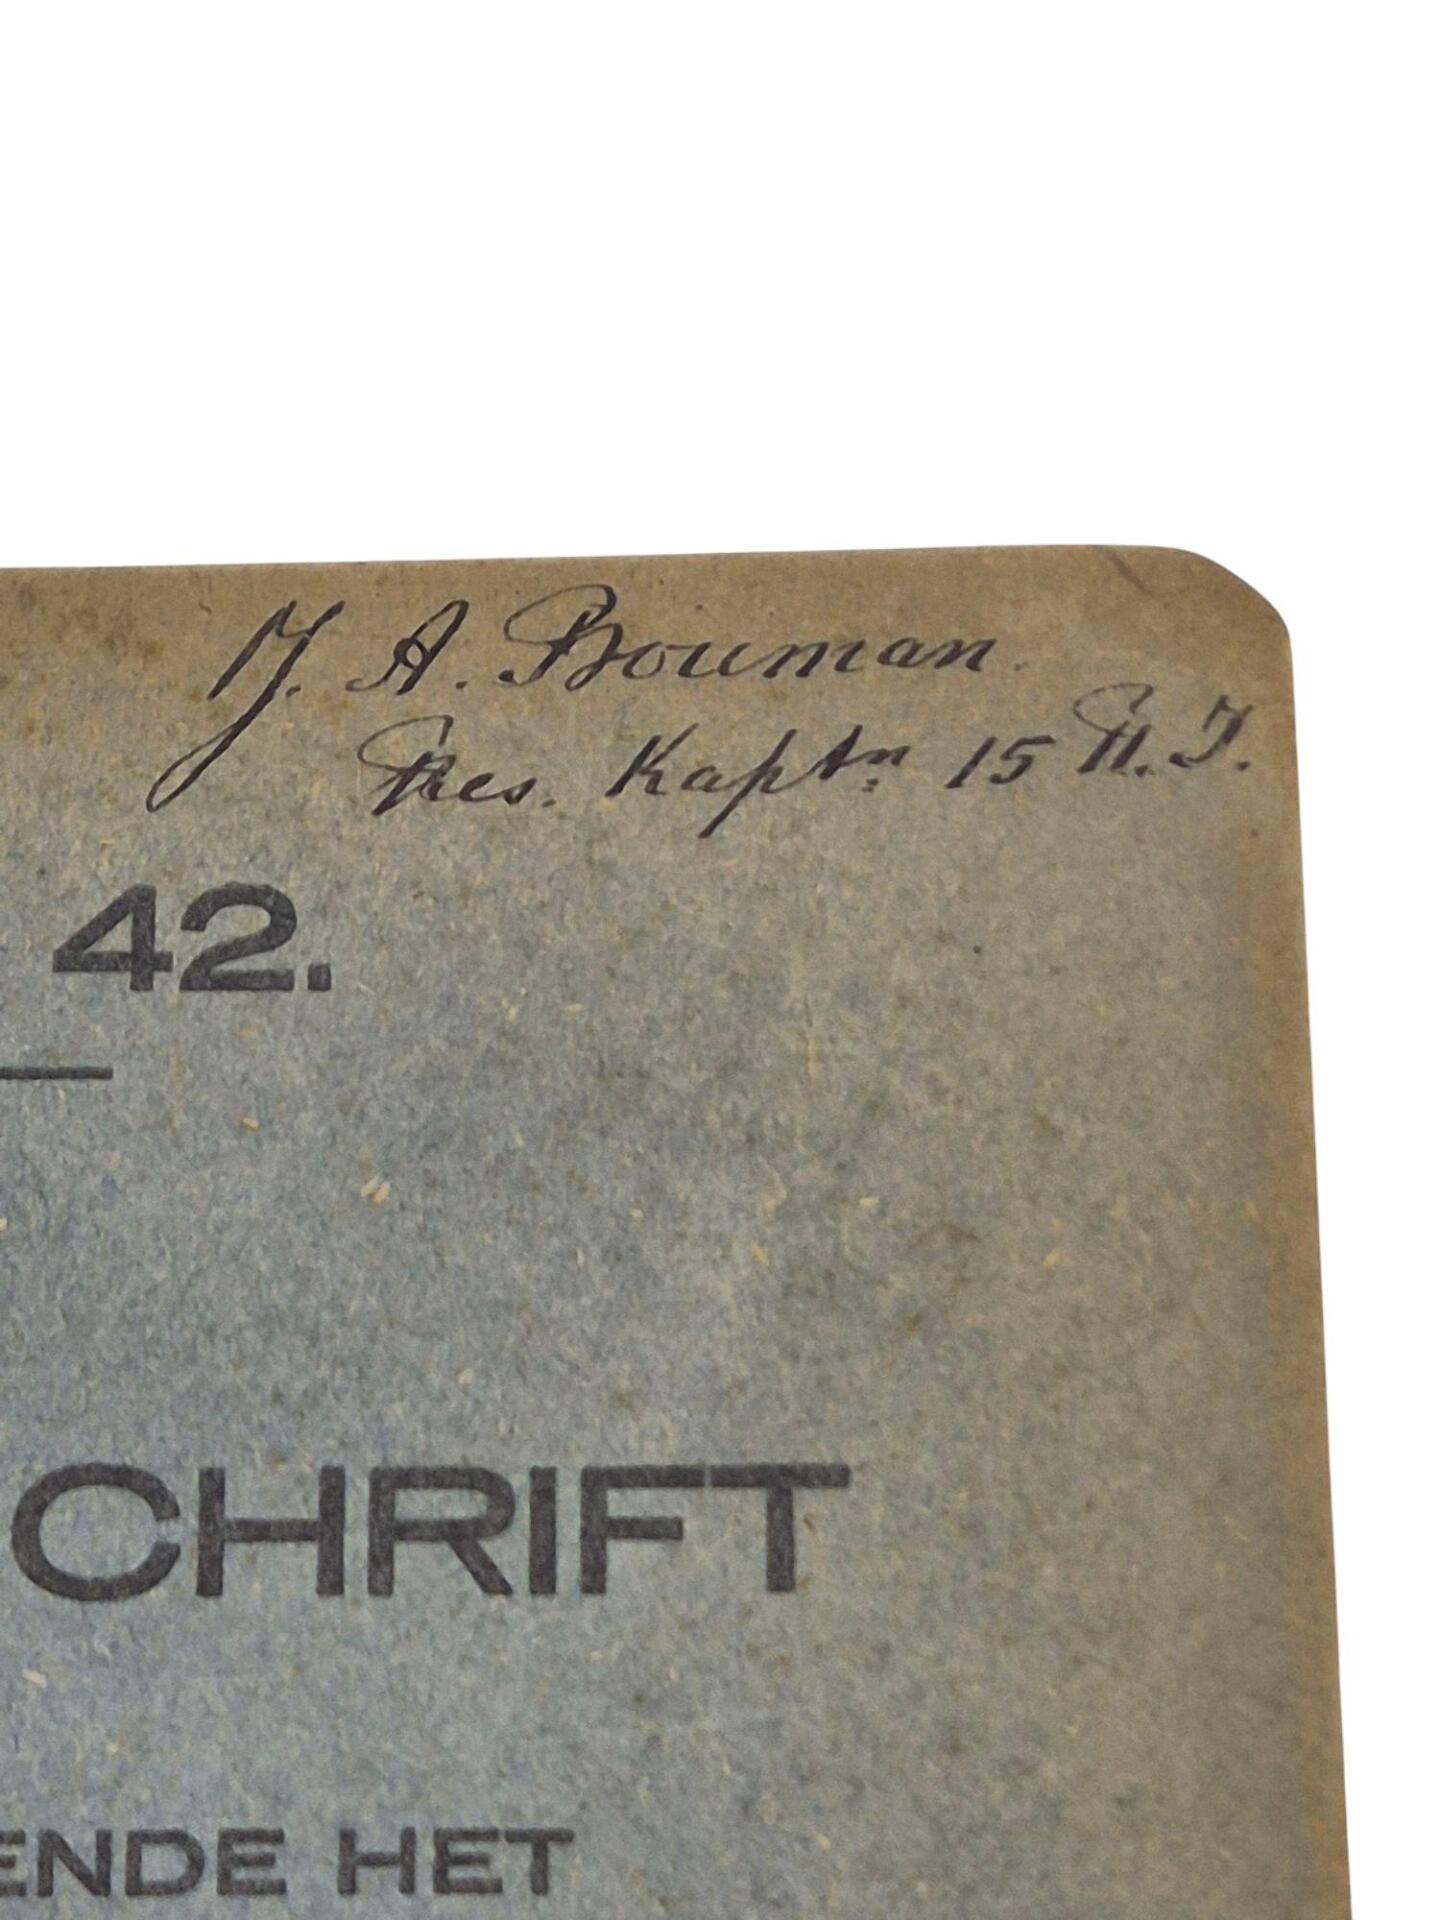 J. A. Bouman.
Res. Kaptn 15 R. I.
42.
CHRIFT
ENDE HET